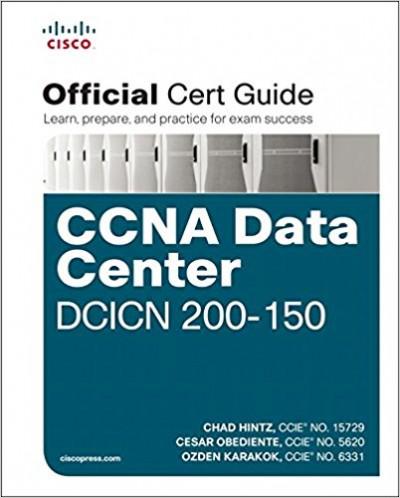 CISCO.
Official Cert Guide
Learn, prepare, and practice for exam success
CCNA Data
Center
DCICN 200-150
CHAD HINTZ, CCIE® NO. 15729
CESAR OBEDIENTE, CCIE® NO. 5620
OZDEN KARAKOK, CCIE® NO. 6331
ciscopress.com